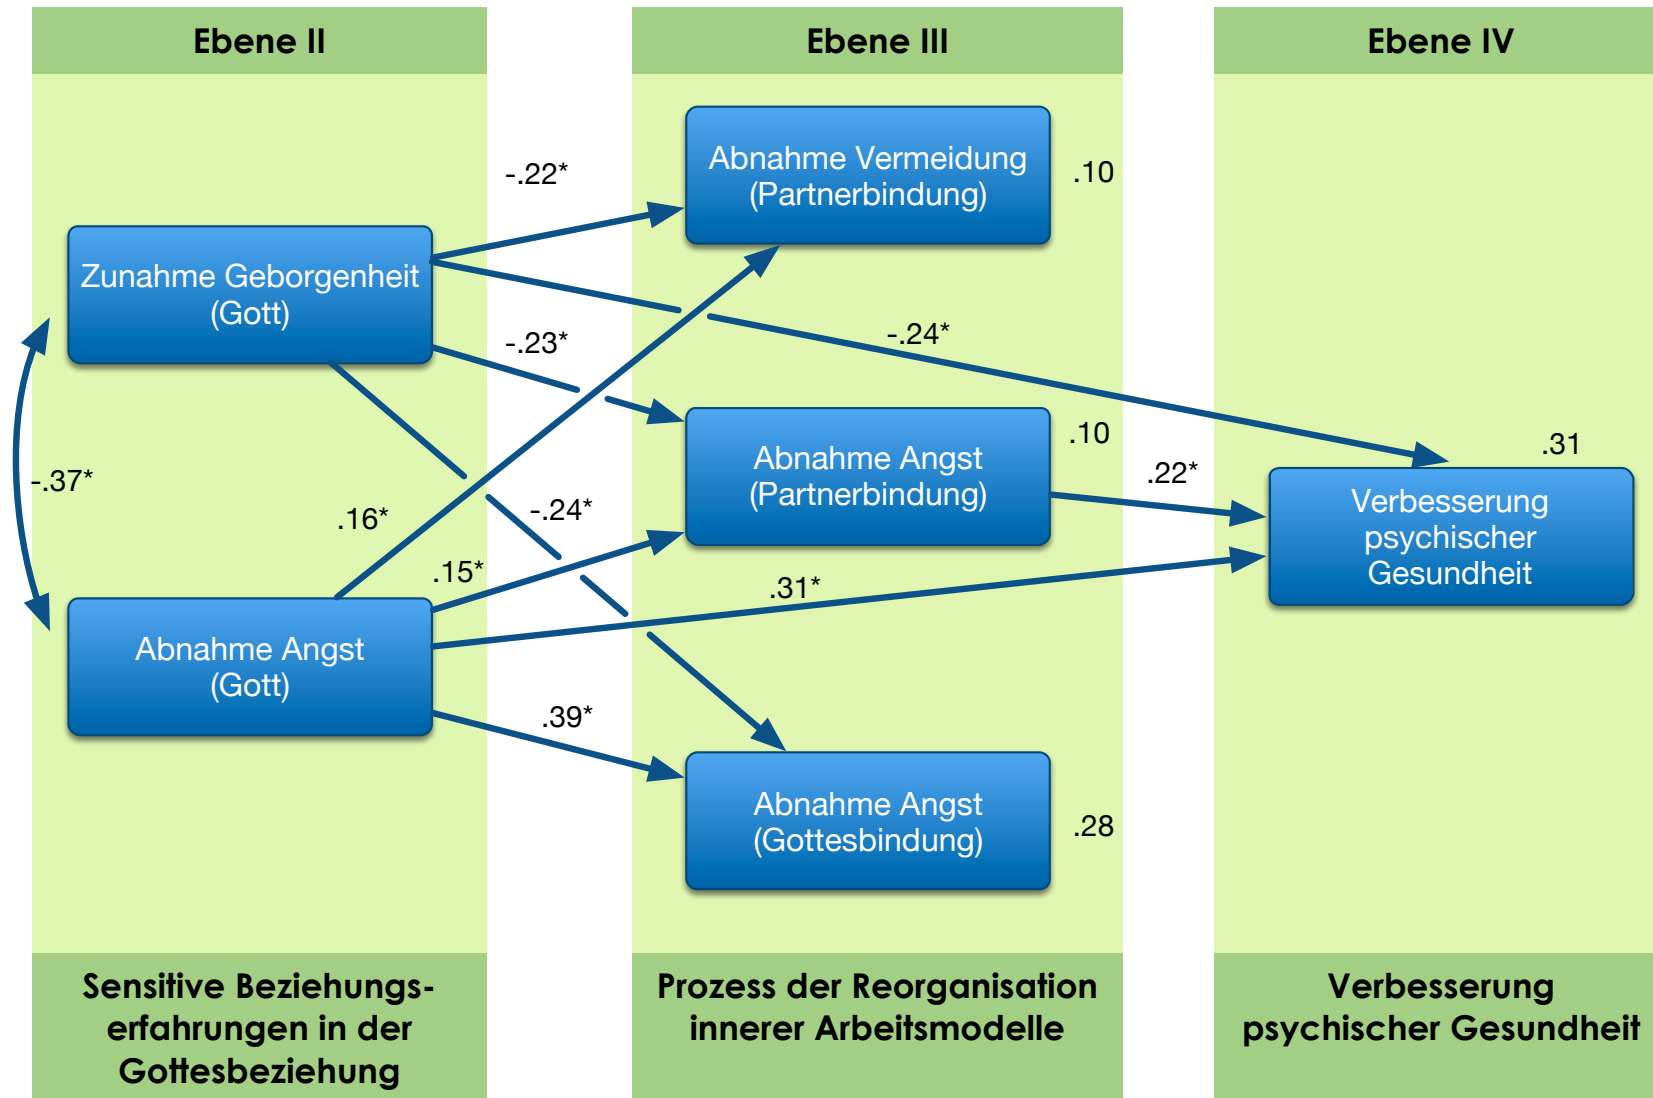 Ebene II
Ebene III
Ebene IV
Abnahme Vermeidung
(Partnerbindung)
.10
-.22*
Zunahme Geborgenheit
(Gott)
-.23*
-.24*
Abnahme Angst
(Partnerbindung)
.10
.31
.22*
Verbesserung
psychischer
Gesundheit
-.37*
.16*
-.24*
.15*
.31*
Abnahme Angst
(Gott)
.39*
Abnahme Angst
(Gottesbindung)
.28
Sensitive Beziehungs-
erfahrungen in der
Gottesbeziehung
Prozess der Reorganisation
innerer Arbeitsmodelle
Verbesserung
psychischer Gesundheit